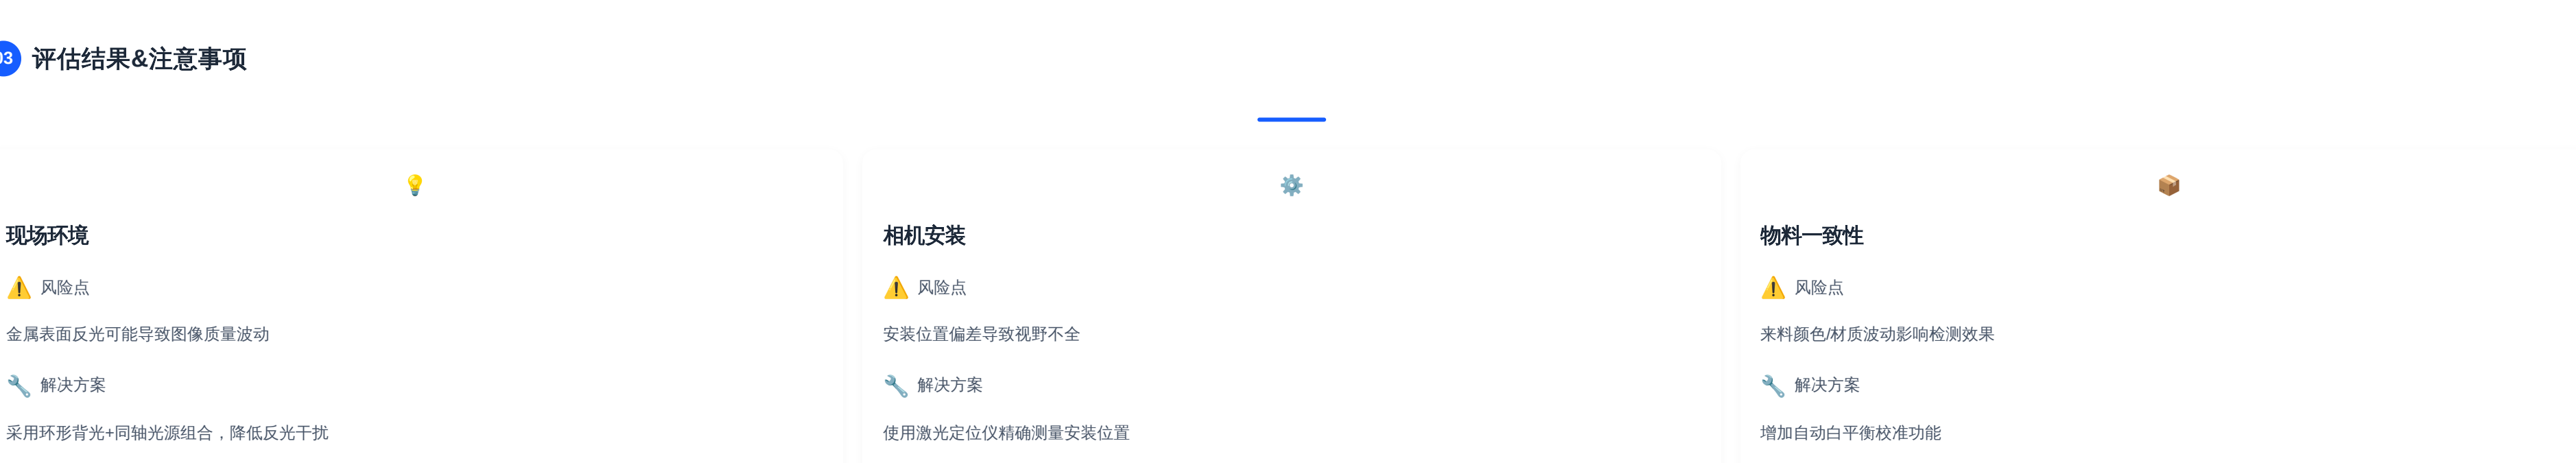 03 评估结果&注意事项
现场环境
风险点
金属表面反光可能导致图像质量波动
解决方案
采用环形背光+同轴光源组合，降低反光干扰
相机安装
风险点
安装位置偏差导致视野不全
解决方案
使用激光定位仪精确测量安装位置
物料一致性
风险点
来料颜色/材质波动影响检测效果
解决方案
增加自动白平衡校准功能